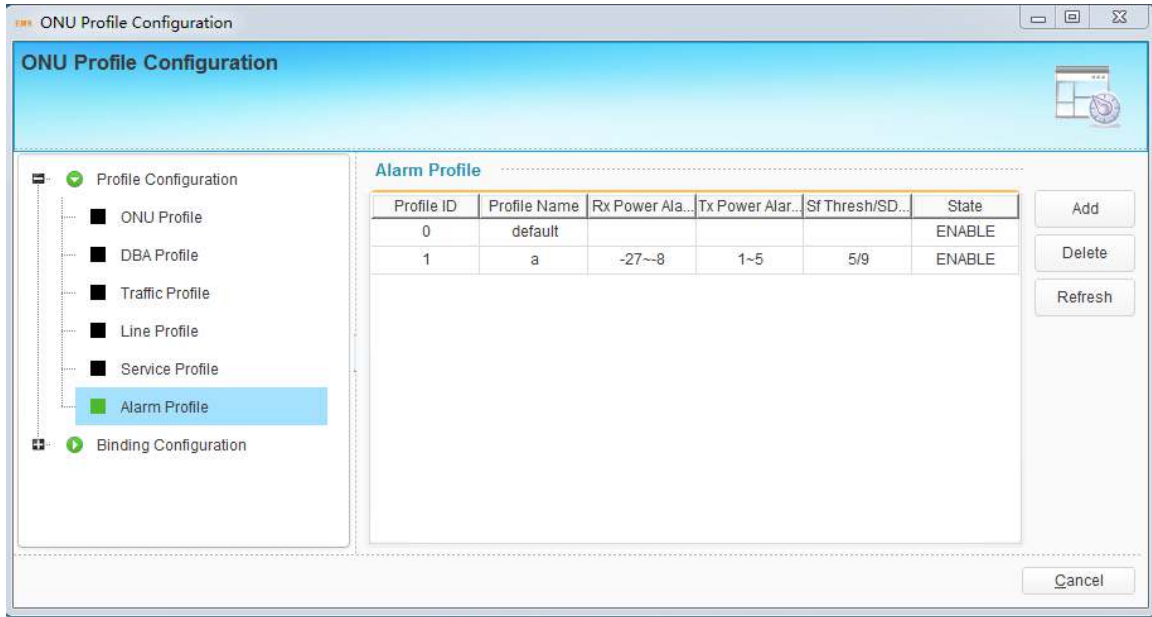 EMS ONU Profile Configuration
ONU Profile Configuration
Profile Configuration
ONU Profile
DBA Profile
Traffic Profile
Line Profile
Service Profile
Alarm Profile
Binding Configuration
Alarm Profile
Profile ID Profile Name Rx Power Ala... Tx Power Alar... Sf Thresh/SD... State
0 default ENABLE
1 a -27~-8 1~5 5/9 ENABLE
Add
Delete
Refresh
Cancel